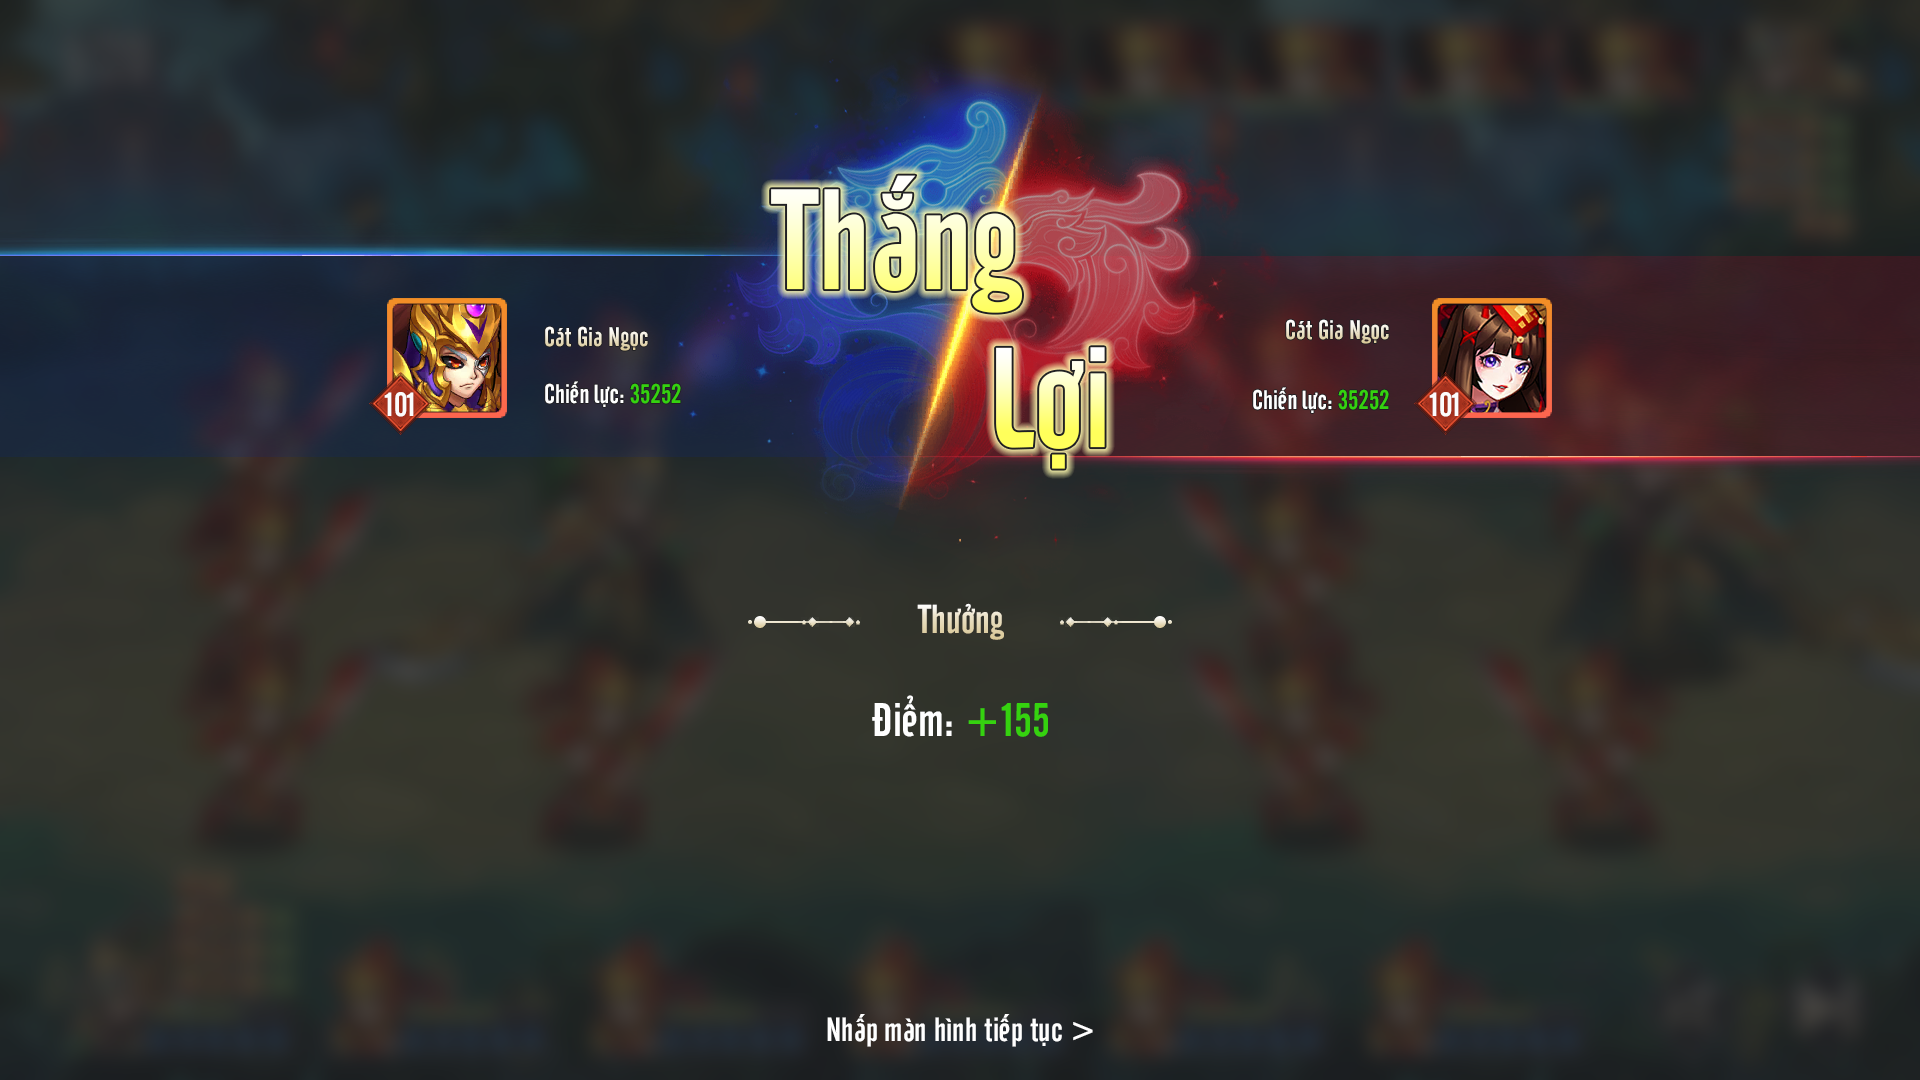 Thắng
Lợi
Cát Gia Ngọc
Chiến lực: 35252
101
Cát Gia Ngọc
Chiến lực: 35252
101
Thưởng
Điểm: +155
Nhấp màn hình tiếp tục >